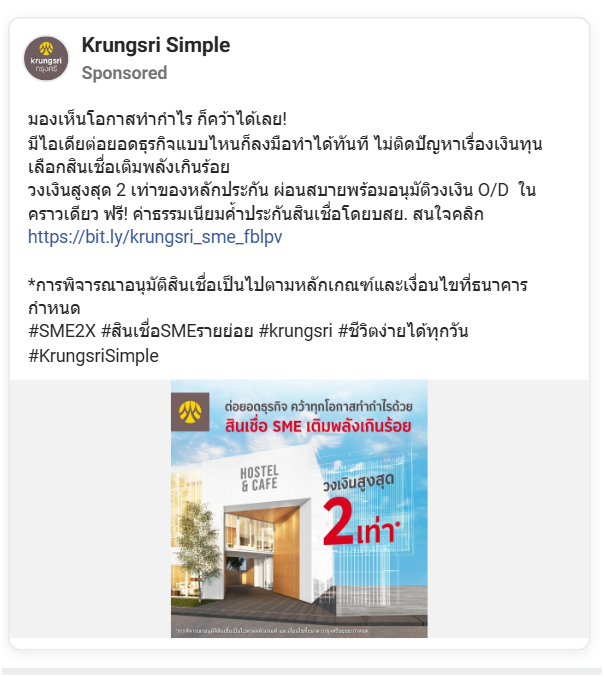 krungsri
กรุงศรี
Krungsri Simple
Sponsored
มองเห็นโอกาสทำกำไร ก็คว้าได้เลย!
มีไอเดียต่อยอดธุรกิจแบบไหนก็ลงมือทำได้ทันที ไม่ติดปัญหาเรื่องเงินทุน
เลือกสินเชื่อเติมพลังเกินร้อย
วงเงินสูงสุด 2 เท่าของหลักประกัน ผ่อนสบายพร้อมอนุมัติวงเงิน O/D  ใน
คราวเดียว ฟรี! ค่าธรรมเนียมค้ำประกันสินเชื่อโดยบสย. สนใจคลิก
https://bit.ly/krungsri_sme_fblpv
*การพิจารณาอนุมัติสินเชื่อเป็นไปตามหลักเกณฑ์และเงื่อนไขที่ธนาคาร
กำหนด
#SME2X #สินเชื่อSMEรายย่อย #krungsri #ชีวิตง่ายได้ทุกวัน
#KrungsriSimple
ต่อยอดธุรกิจ คว้าทุกโอกาสทำกำไรด้วย
สินเชื่อ SME เติมพลังเกินร้อย
HOSTEL
& CAFE
วงเงินสูงสุด
2เท่า*